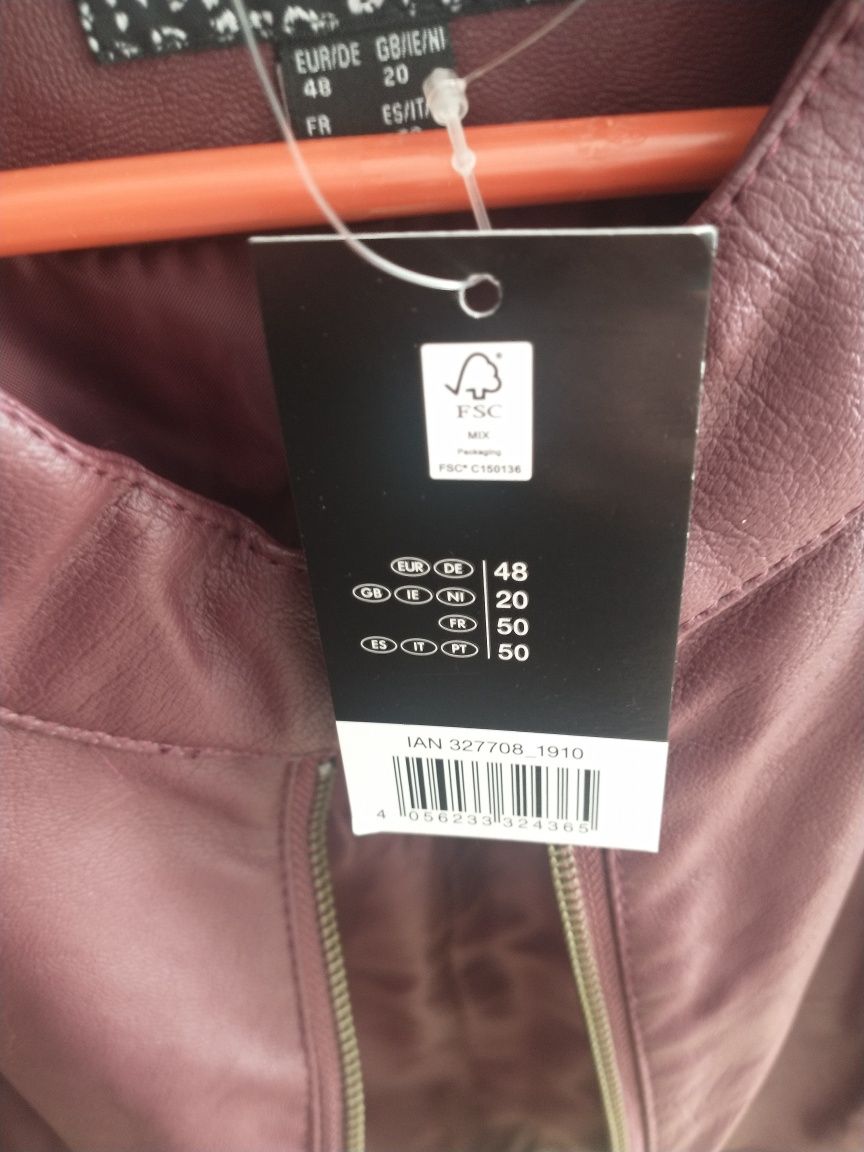 EUR/DE GB/IE/NI
48 20
FR ES/IT/
FSC
MIX
Packaging
FSC® C150136
EUR DE 48
GB IE NI 20
FR 50
ES IT PT 50
IAN 327708_1910
4 056233 324365